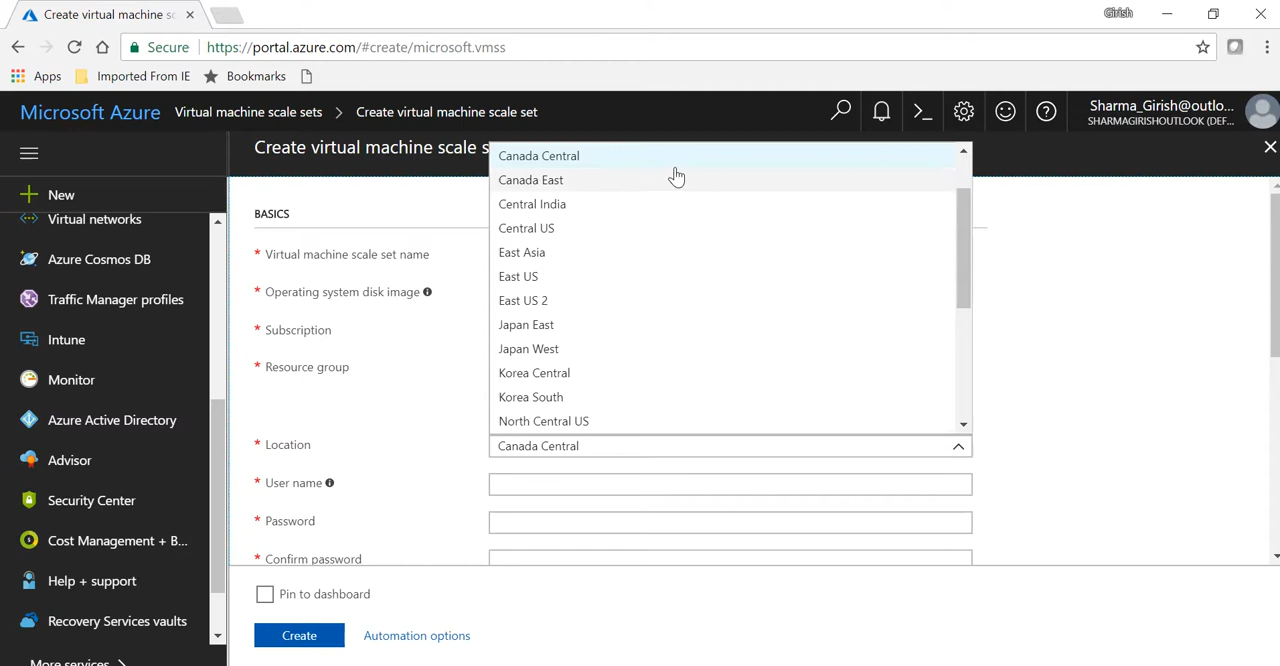 Create virtual machine sc
Girish
Secure
https://portal.azure.com/#create/microsoft.vmss
Apps
Imported From IE
Bookmarks
Microsoft Azure
Virtual machine scale sets
Create virtual machine scale set
Sharma_Girish@outlo...
SHARMAGIRISHOUTLOOK (DEF...
Create virtual machine scale s
New
Virtual networks
Azure Cosmos DB
Traffic Manager profiles
Intune
Monitor
Azure Active Directory
Advisor
Security Center
Cost Management + B...
Help + support
Recovery Services vaults
More services
BASICS
* Virtual machine scale set name
* Operating system disk image
* Subscription
* Resource group
Canada Central
Canada East
Central India
Central US
East Asia
East US
East US 2
Japan East
Japan West
Korea Central
Korea South
North Central US
* Location
Canada Central
* User name
* Password
* Confirm password
Pin to dashboard
Create
Automation options